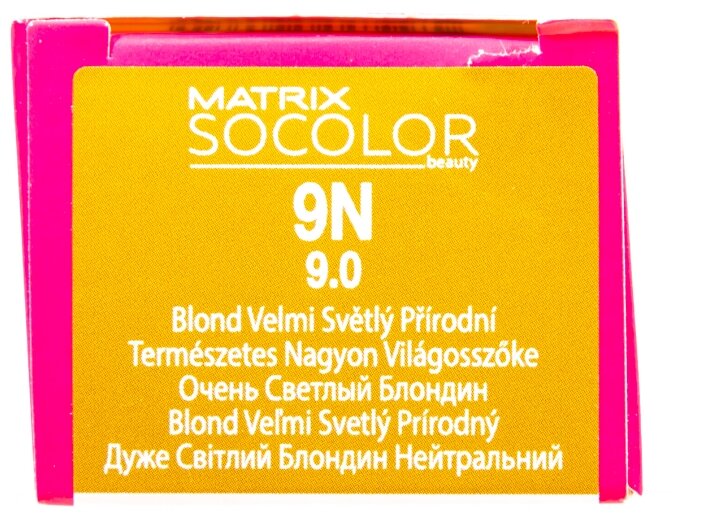 MATRIX
SOCOLOR
beauty
9N
9.0
Blond Velmi Světlý Přírodní
Természetes Nagyon Világosszőke
Очень Светлый Блондин
Blond Veľmi Svetlý Prírodný
Дуже Світлий Блондин Нейтральний